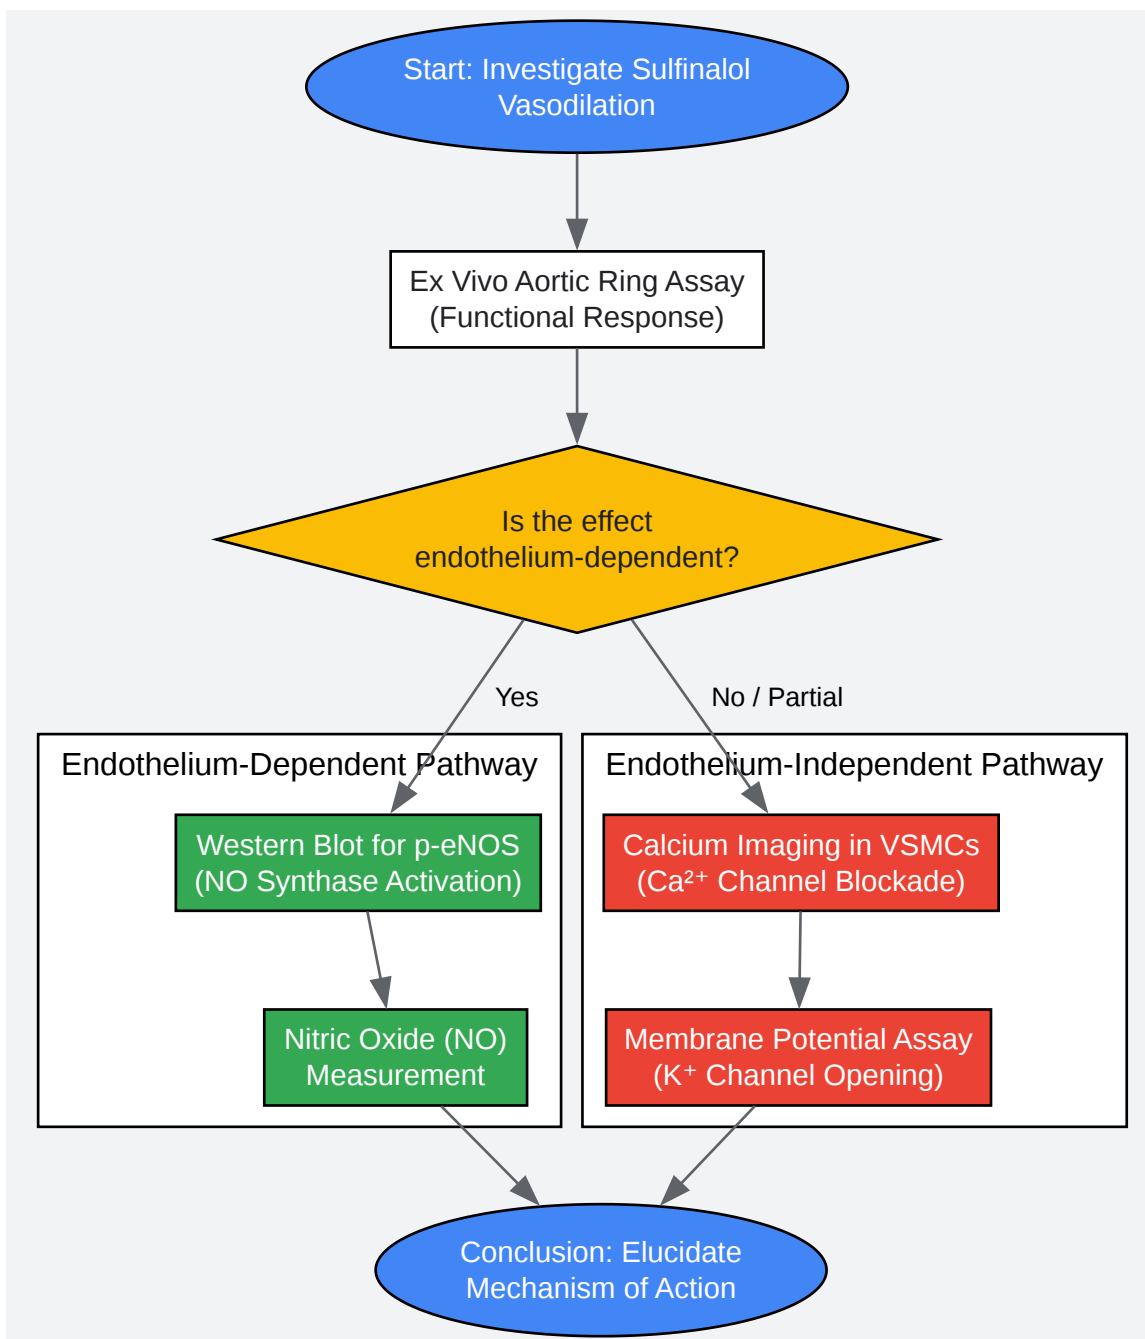 Start: Investigate Sulfinalol
Vasodilation
Ex Vivo Aortic Ring Assay
(Functional Response)
Is the effect
endothelium-dependent?
Yes
No / Partial
Endothelium-Dependent Pathway
Western Blot for p-eNOS
(NO Synthase Activation)
Nitric Oxide (NO)
Measurement
Endothelium-Independent Pathway
Calcium Imaging in VSMCs
(Ca²⁺ Channel Blockade)
Membrane Potential Assay
(K⁺ Channel Opening)
Conclusion: Elucidate
Mechanism of Action